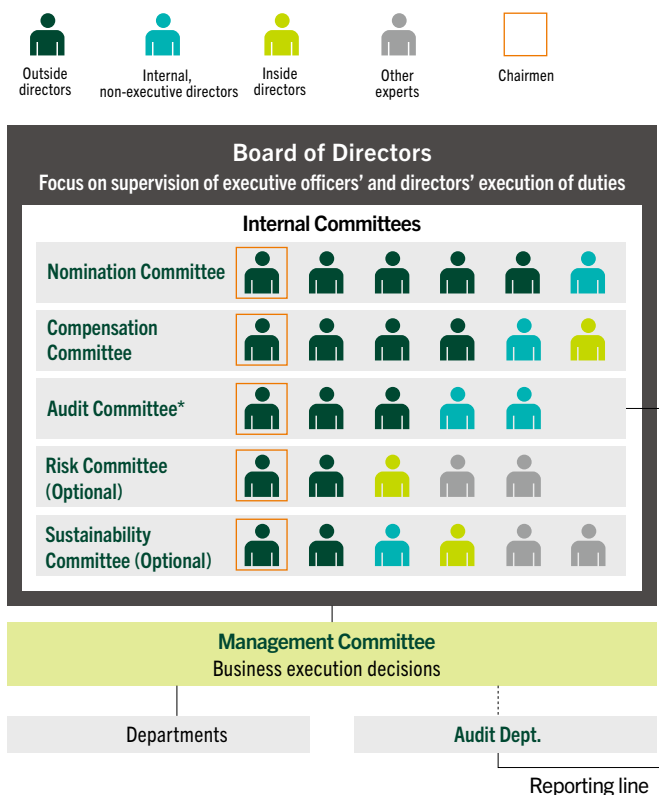 Outside
directors
Internal,
non-executive directors
Inside
directors
Other
experts
Chairmen
Board of Directors
Focus on supervision of executive officers' and directors' execution of duties
Internal Committees
Nomination Committee
Compensation
Committee
Audit Committee*
Risk Committee
(Optional)
Sustainability
Committee (Optional)
Management Committee
Business execution decisions
Departments
Audit Dept.
Reporting line